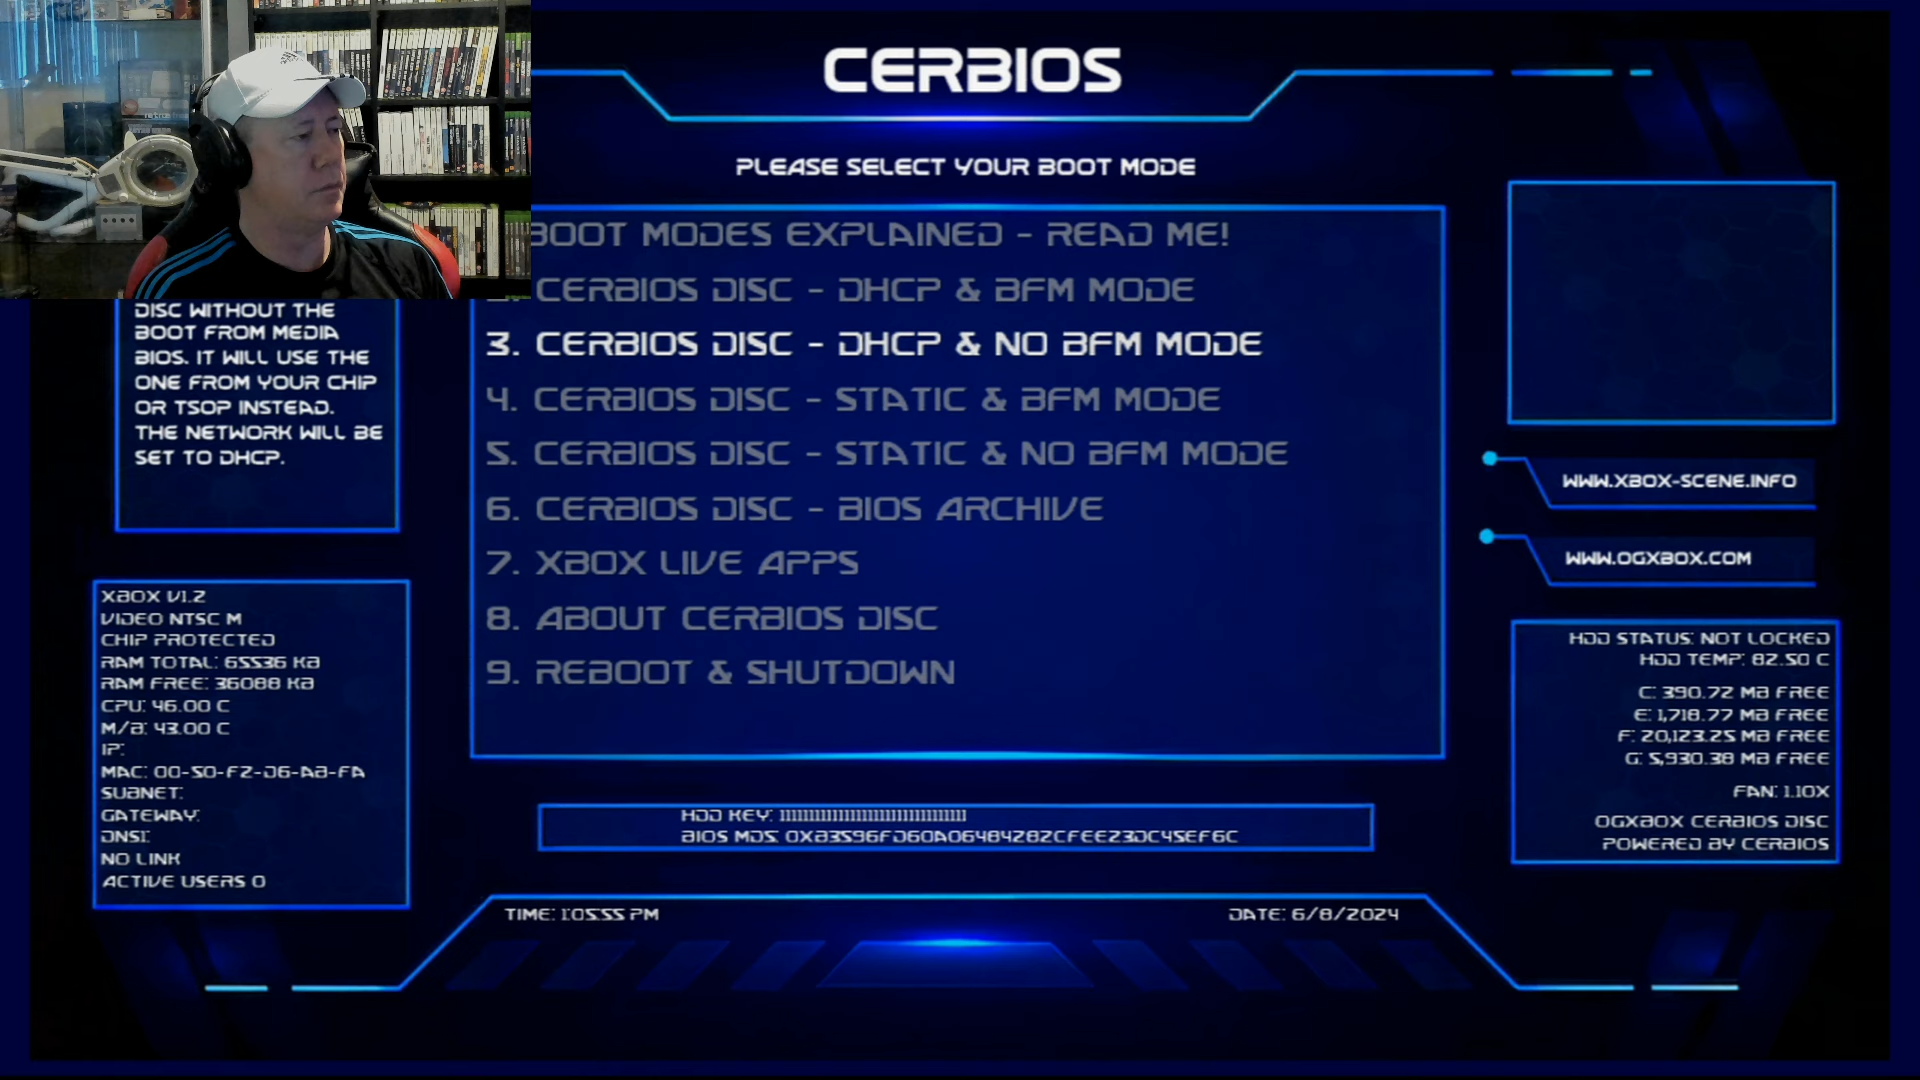 CERBIOS
PLEASE SELECT YOUR BOOT MODE
BOOT MODES EXPLAINED - READ ME!
CERBIOS DISC - DHCP & BFM MODE
3. CERBIOS DISC - DHCP & NO BFM MODE
4. CERBIOS DISC - STATIC & BFM MODE
5. CERBIOS DISC - STATIC & NO BFM MODE
6. CERBIOS DISC - BIOS ARCHIVE
7. XBOX LIVE APPS
8. ABOUT CERBIOS DISC
9. REBOOT & SHUTDOWN
DISC WITHOUT THE
BOOT FROM MEDIA
BIOS. IT WILL USE THE
ONE FROM YOUR CHIP
OR TSOP INSTEAD.
THE NETWORK WILL BE
SET TO DHCP.
XBOX V1.2
VIDEO NTSC M
CHIP PROTECTED
RAM TOTAL: 65536 KB
RAM FREE: 36088 KB
CPU: 46.00 C
M/B: 43.00 C
IP:
MAC: 00-50-F2-D6-AB-FA
SUBNET:
GATEWAY:
DNS1:
NO LINK
ACTIVE USERS 0
WWW.XBOX-SCENE.INFO
WWW.OGXBOX.COM
HDD STATUS: NOT LOCKED
HDD TEMP: 82.50 C
C: 390.72 MB FREE
E: 1,718.77 MB FREE
F: 20,123.25 MB FREE
G: 5,930.38 MB FREE
FAN: 1.10X
OGXBOX CERBIOS DISC
POWERED BY CERBIOS
HDD KEY: 11111111111111111111111111111111
BIOS MD5: 0XB3596FD60A06484282CFEE23DC45EF6C
TIME: 1:05:55 PM
DATE: 6/8/2024